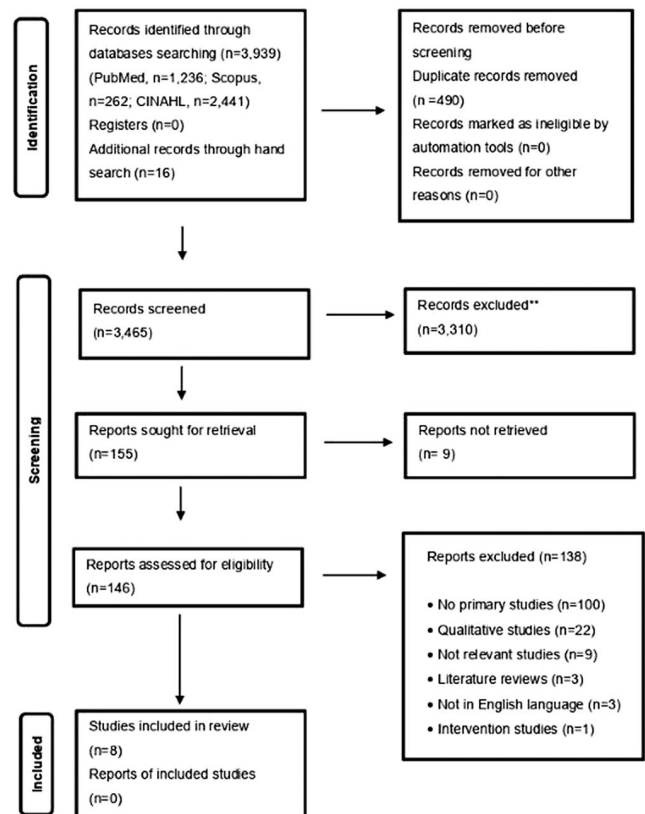 Identification
Records identified through
databases searching (n=3,939)
(PubMed, n=1,236; Scopus,
n=262; CINAHL, n=2,441)
Registers (n=0)
Additional records through hand
search (n=16)
Records removed before
screening
Duplicate records removed
(n =490)
Records marked as ineligible by
automation tools (n=0)
Records removed for other
reasons (n=0)
Screening
Records screened
(n=3,465)
Records excluded**
(n=3,310)
Reports sought for retrieval
(n=155)
Reports not retrieved
(n= 9)
Reports assessed for eligibility
(n=146)
Reports excluded (n=138)
• No primary studies (n=100)
• Qualitative studies (n=22)
• Not relevant studies (n=9)
• Literature reviews (n=3)
• Not in English language (n=3)
• Intervention studies (n=1)
Included
Studies included in review
(n=8)
Reports of included studies
(n=0)